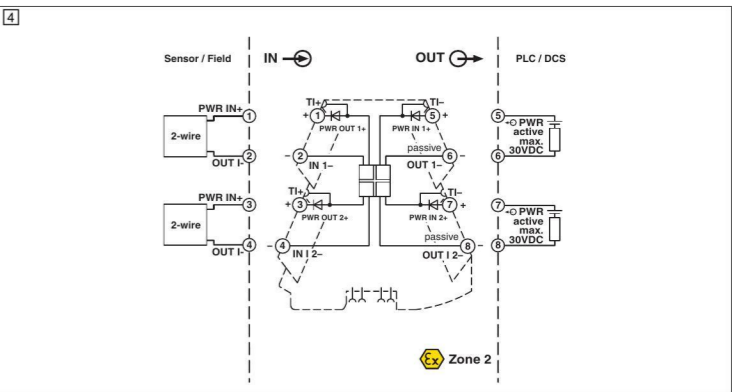 4
Sensor / Field
IN
OUT
PLC / DCS
PWR IN+
1
2-wire
2
OUT I-
PWR IN+
3
2-wire
4
OUT I-
TI+
+ 1
PWR OUT 1+
- 2
IN 1-
TI+
+ 3
PWR OUT 2+
- 4
IN I 2-
TI-
5 +
PWR IN 1+
passive
6 -
OUT 1-
TI-
7 +
PWR IN 2+
passive
8 -
OUT I 2-
5
+ PWR
active
max.
30VDC
6
7
+ PWR
active
max.
30VDC
8
Ex Zone 2